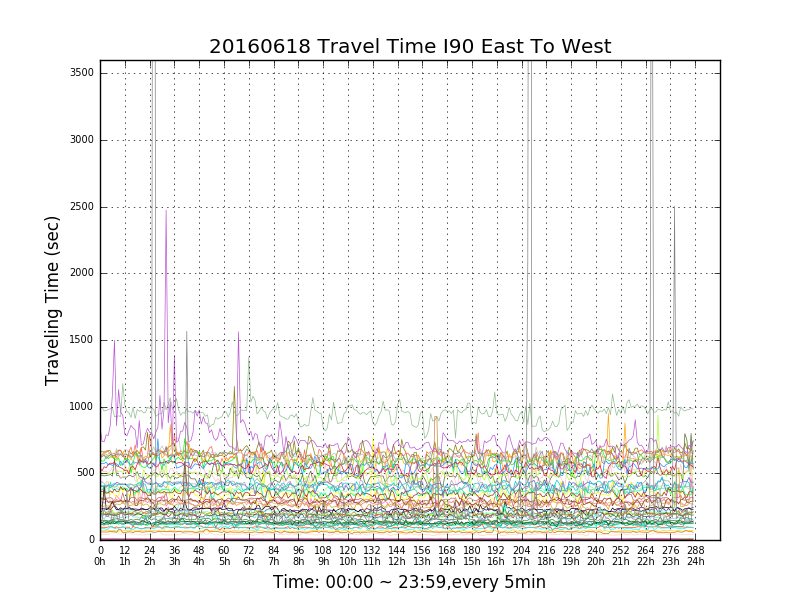 20160618 Travel Time I90 East To West
Traveling Time (sec)
3500
3000
2500
2000
1500
1000
500
0
0 12 24 36 48 60 72 84 96 108 120 132 144 156 168 180 192 204 216 228 240 252 264 276 288
0h 1h 2h 3h 4h 5h 6h 7h 8h 9h 10h 11h 12h 13h 14h 15h 16h 17h 18h 19h 20h 21h 22h 23h 24h
Time: 00:00 ~ 23:59,every 5min